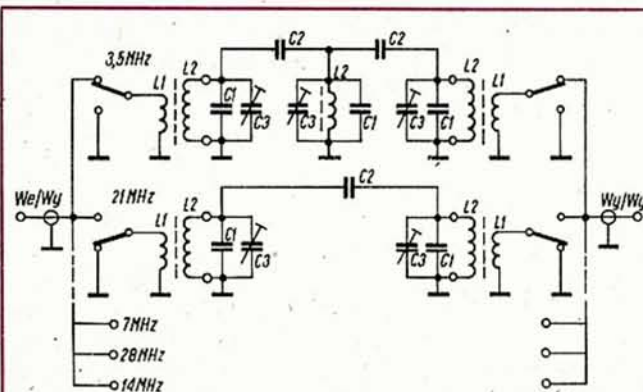 C2 C2
3,5MHz
L1 L2 C1 C3 C3 L2 C1 C3 C1 L2 L1
C2
We/Wy 21MHz Wy/Wy
L1 L2 C1 C3 C3 C1 L2 L1
7MHz
28MHz
14MHz